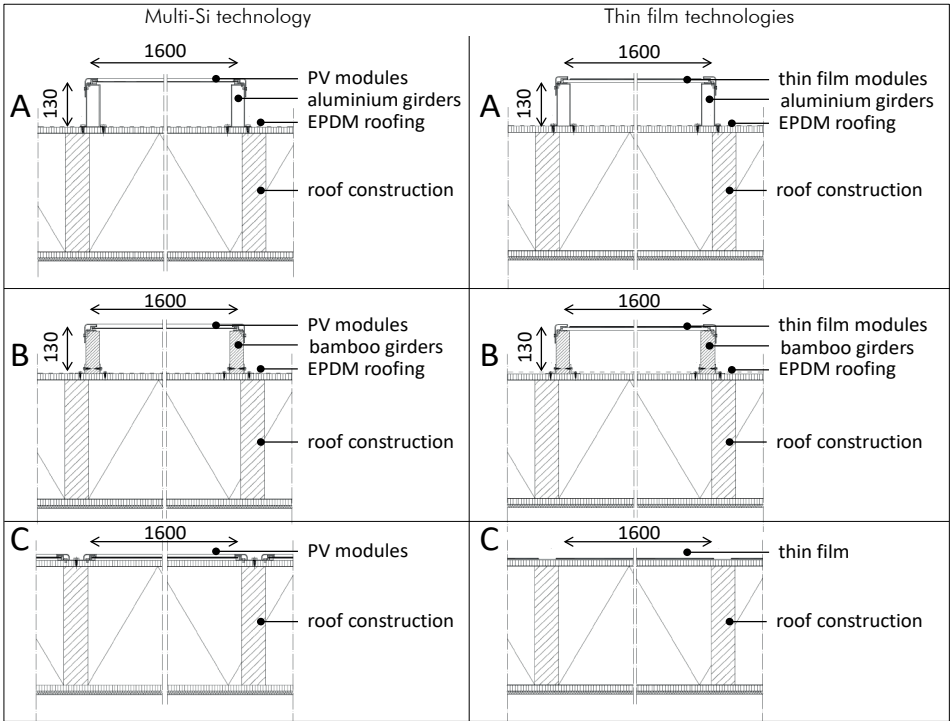 Multi-Si technology
Thin film technologies
A
1600
130
PV modules
aluminium girders
EPDM roofing
roof construction
A
1600
130
thin film modules
aluminium girders
EPDM roofing
roof construction
B
1600
130
PV modules
bamboo girders
EPDM roofing
roof construction
B
1600
130
thin film modules
bamboo girders
EPDM roofing
roof construction
C
1600
PV modules
roof construction
C
1600
thin film
roof construction